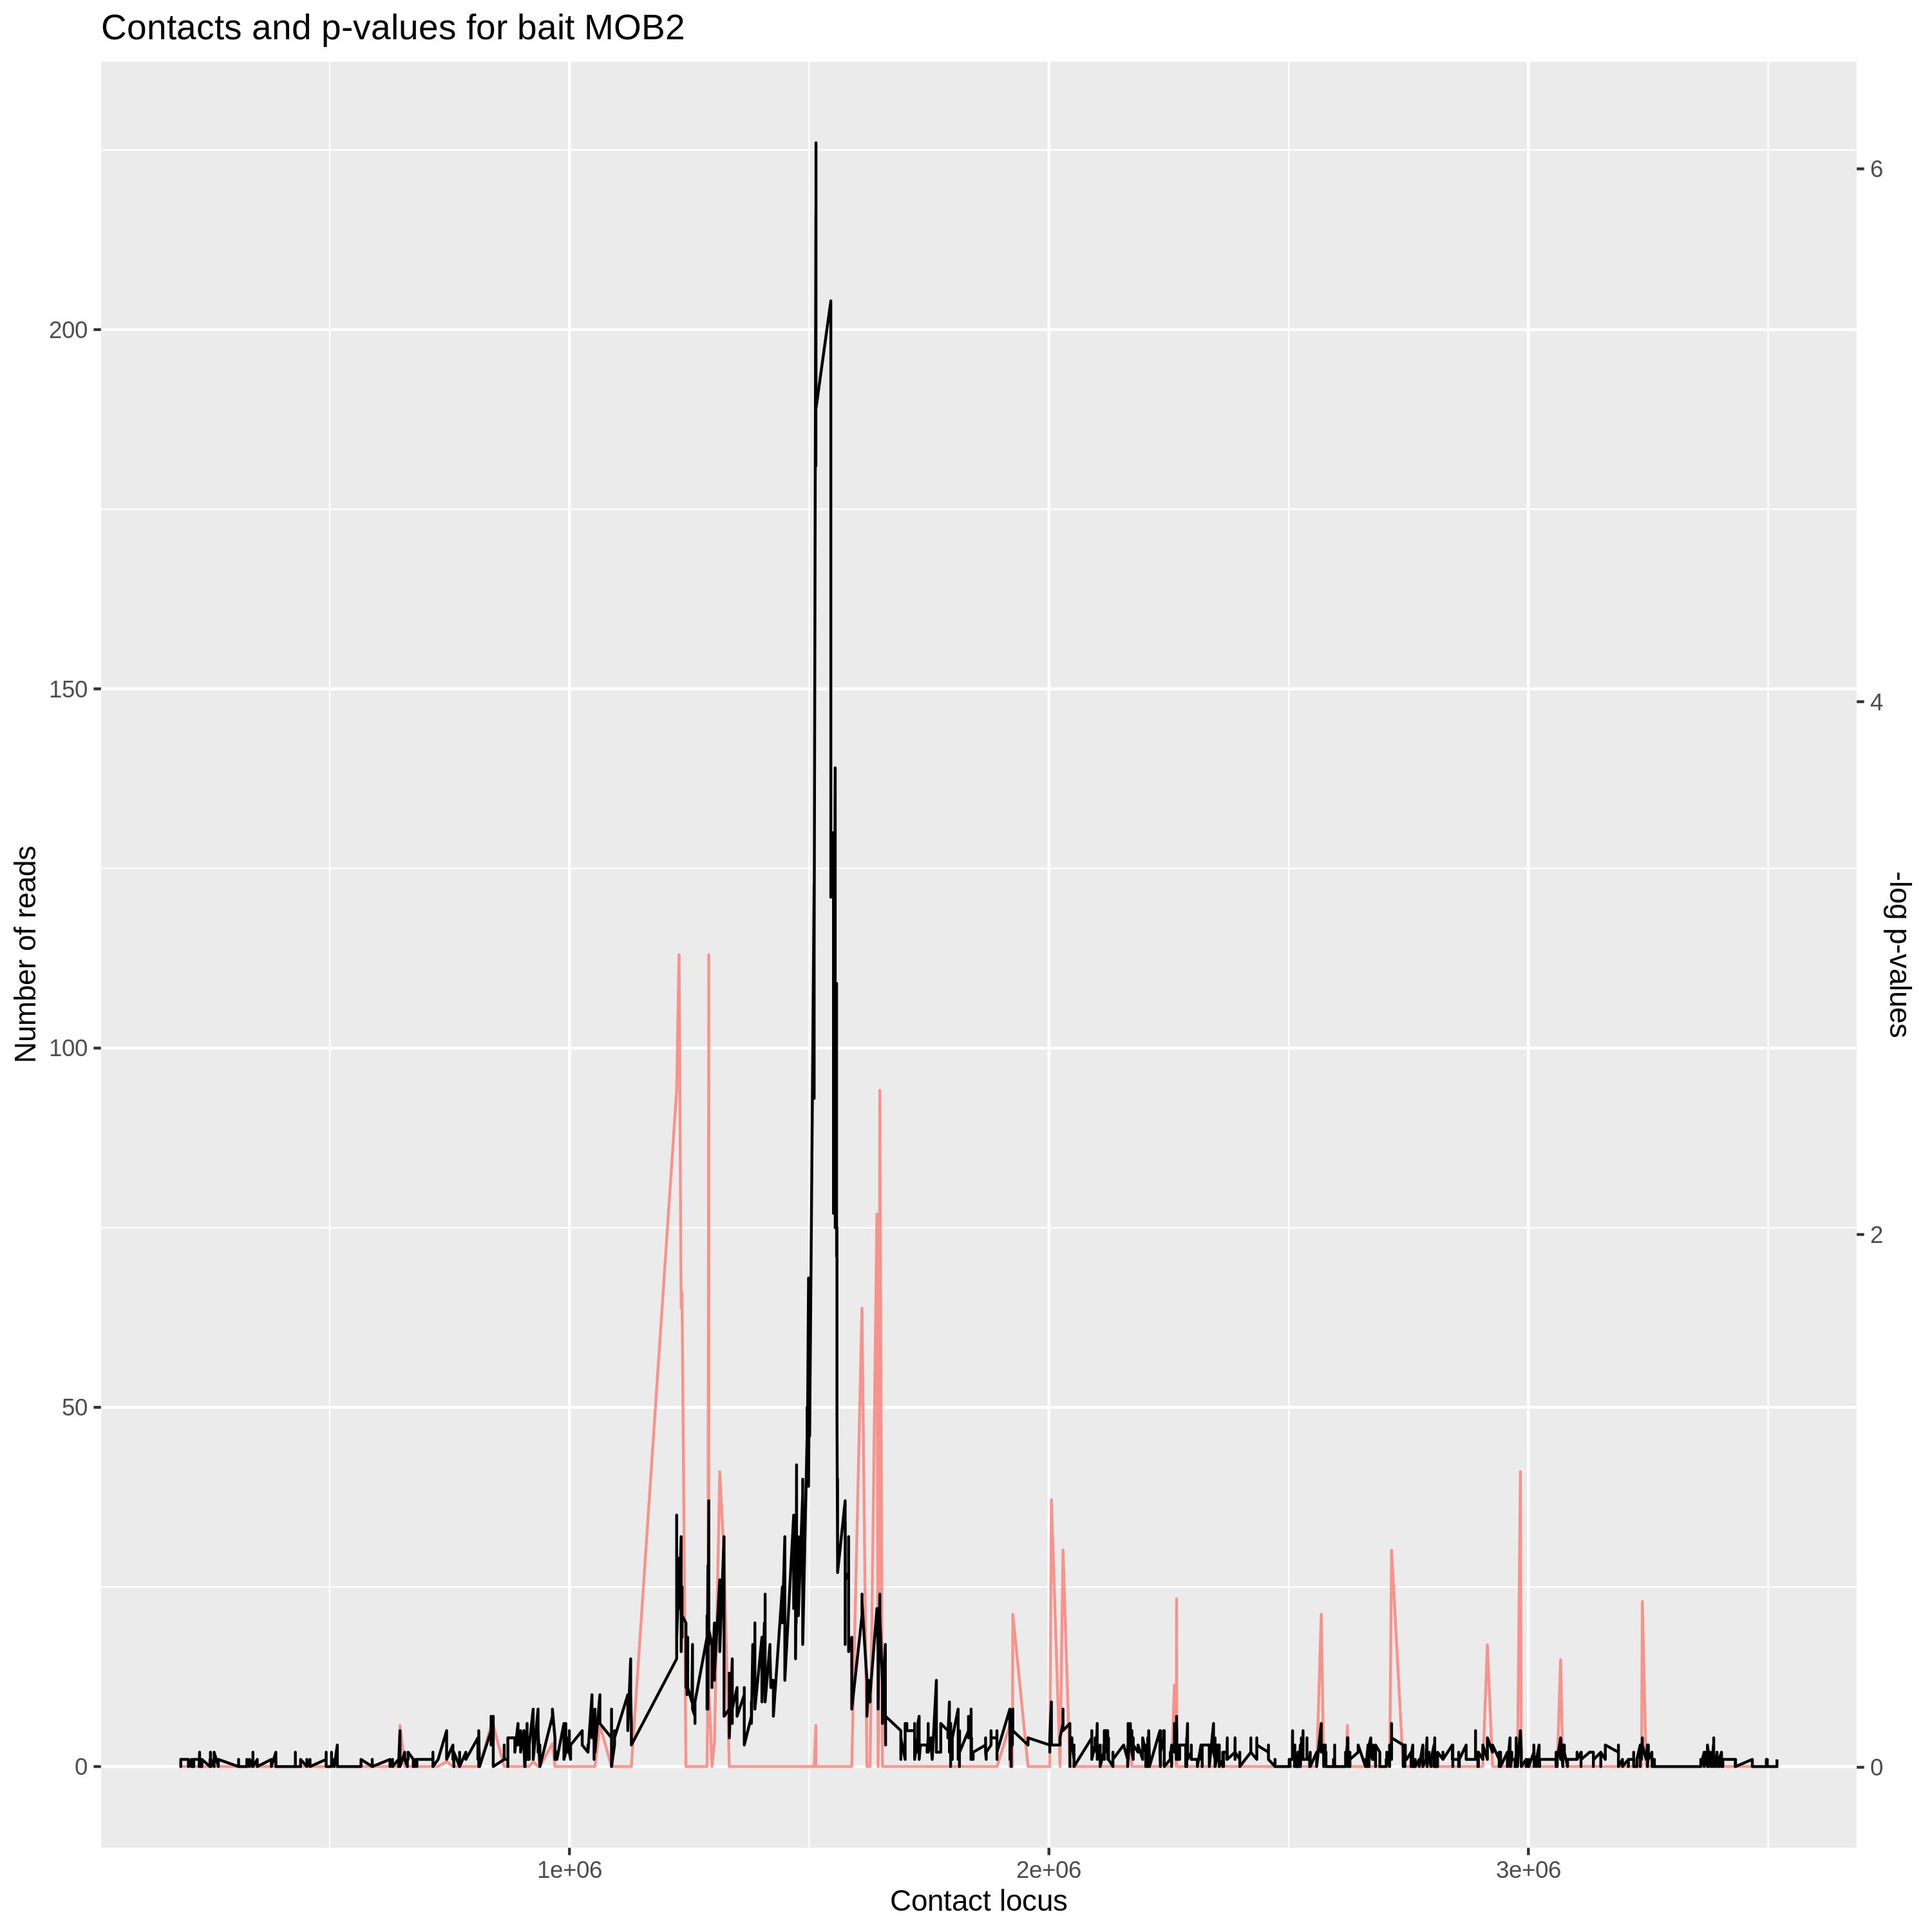 Contacts and p-values for bait MOB2
Number of reads
200
150
100
50
0
6
4
2
0
-log p-values
1e+06
2e+06
3e+06
Contact locus